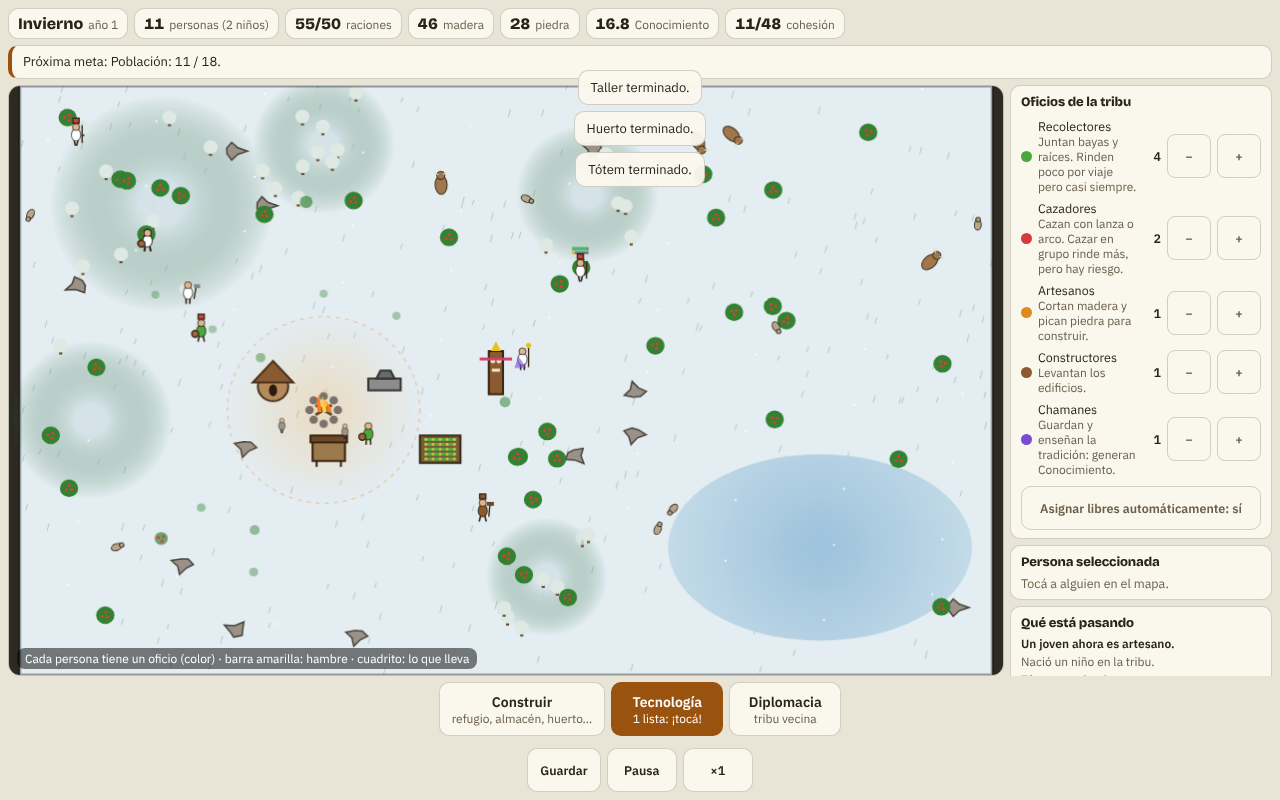 Invierno año 1
11 personas (2 niños)
55/50 raciones
46 madera
28 piedra
16.8 Conocimiento
11/48 cohesión
Próxima meta: Población: 11 / 18.
Taller terminado.
Huerto terminado.
Tótem terminado.
Cada persona tiene un oficio (color) · barra amarilla: hambre · cuadrito: lo que lleva
Oficios de la tribu
Recolectores
Juntan bayas y
raíces. Rinden
poco por viaje
pero casi siempre.
4 − +
Cazadores
Cazan con lanza o
arco. Cazar en
grupo rinde más,
pero hay riesgo.
2 − +
Artesanos
Cortan madera y
pican piedra para
construir.
1 − +
Constructores
Levantan los
edificios.
1 − +
Chamanes
Guardan y
enseñan la
tradición: generan
Conocimiento.
1 − +
Asignar libres automáticamente: sí
Persona seleccionada
Tocá a alguien en el mapa.
Qué está pasando
Un joven ahora es artesano.
Nació un niño en la tribu.
Construir
refugio, almacén, huerto...
Tecnología
1 lista: ¡tocá!
Diplomacia
tribu vecina
Guardar
Pausa
×1